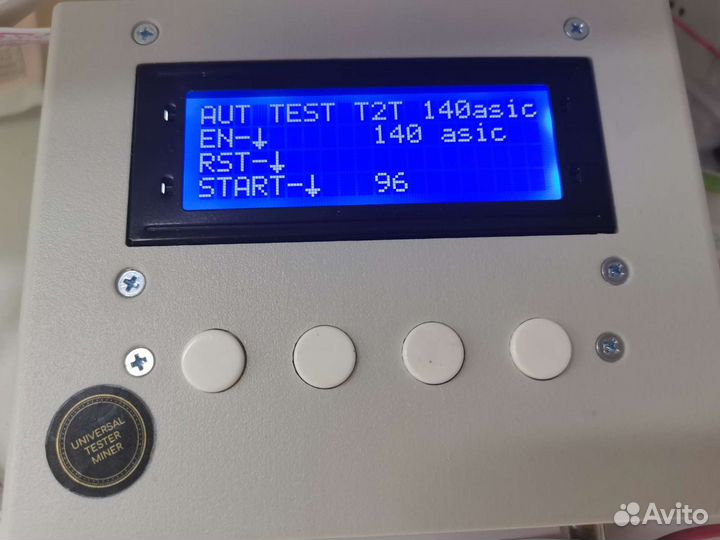 AUT TEST T2T 140asic
EN-⏚ 140 asic
RST-⏚
START-⏚ 96
UNIVERSAL
TESTER
MINER
Avito